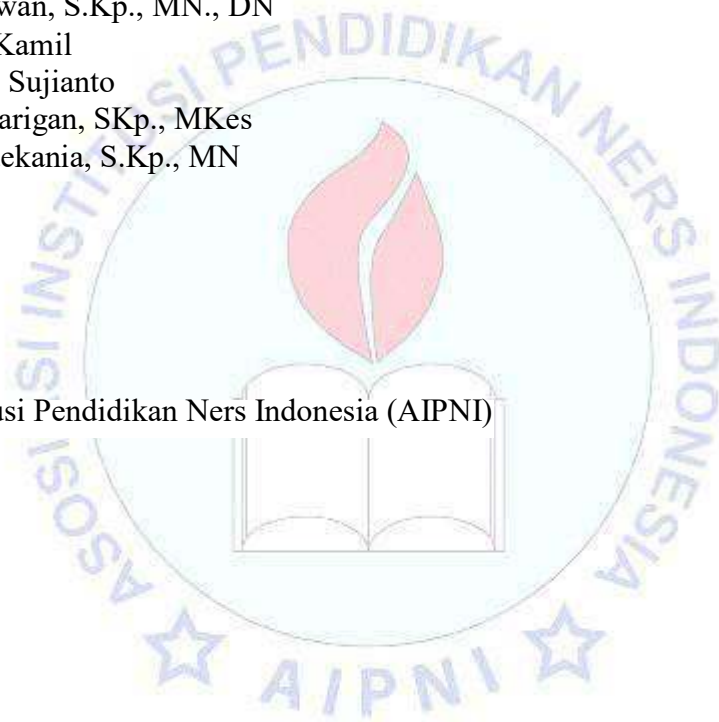 wan, S.Kp., MN., DN
Kamil
Sujianto
arigan, SKp., MKes
ekania, S.Kp., MN
usi Pendidikan Ners Indonesia (AIPNI)
ASOSIASI INSTITUSI PENDIDIKAN NERS INDONESIA
AIPNI